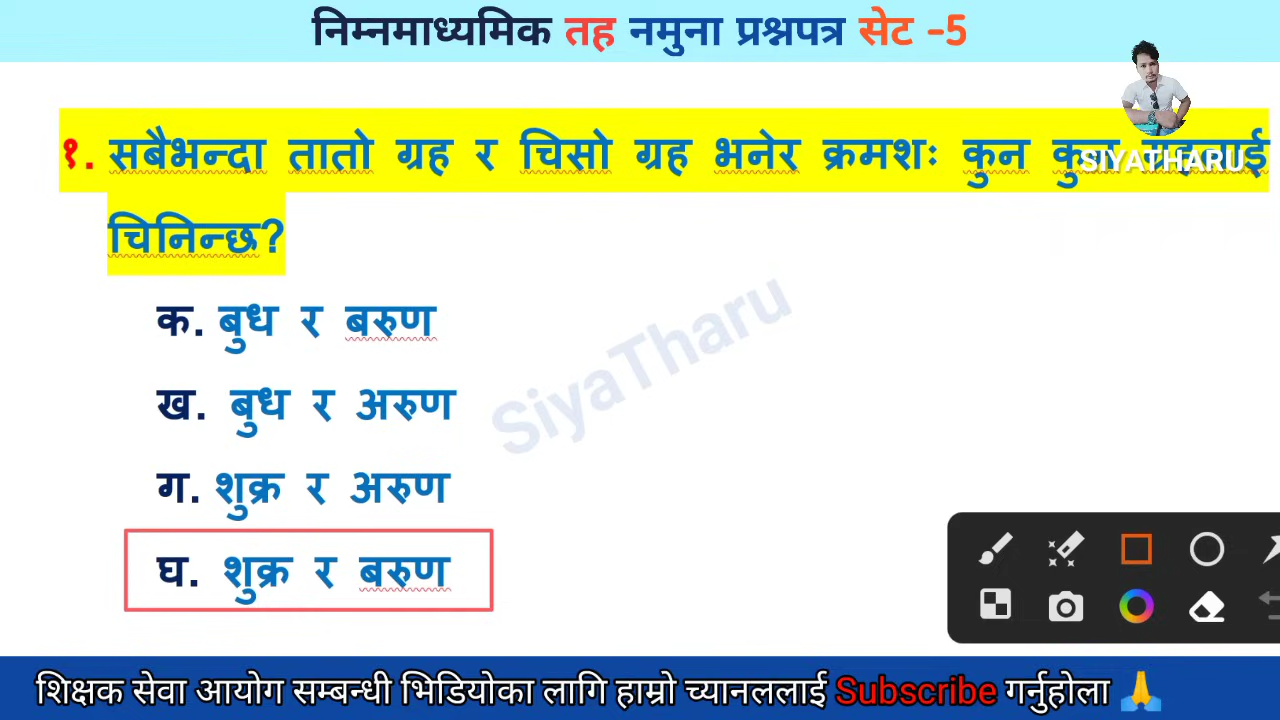 निम्नमाध्यमिक तह नमुना प्रश्नपत्र सेट -5
१. सबैभन्दा तातो ग्रह र चिसो ग्रह भनेर क्रमशः कुन कुन
SIYATHARU
चिनिन्छ?
क. बुध र बरुण
ख. बुध र अरुण
ग. शुक्र र अरुण
घ. शुक्र र बरुण
SiyaTharu
शिक्षक सेवा आयोग सम्बन्धी भिडियोका लागि हाम्रो च्यानललाई Subscribe गर्नुहोला 🙏